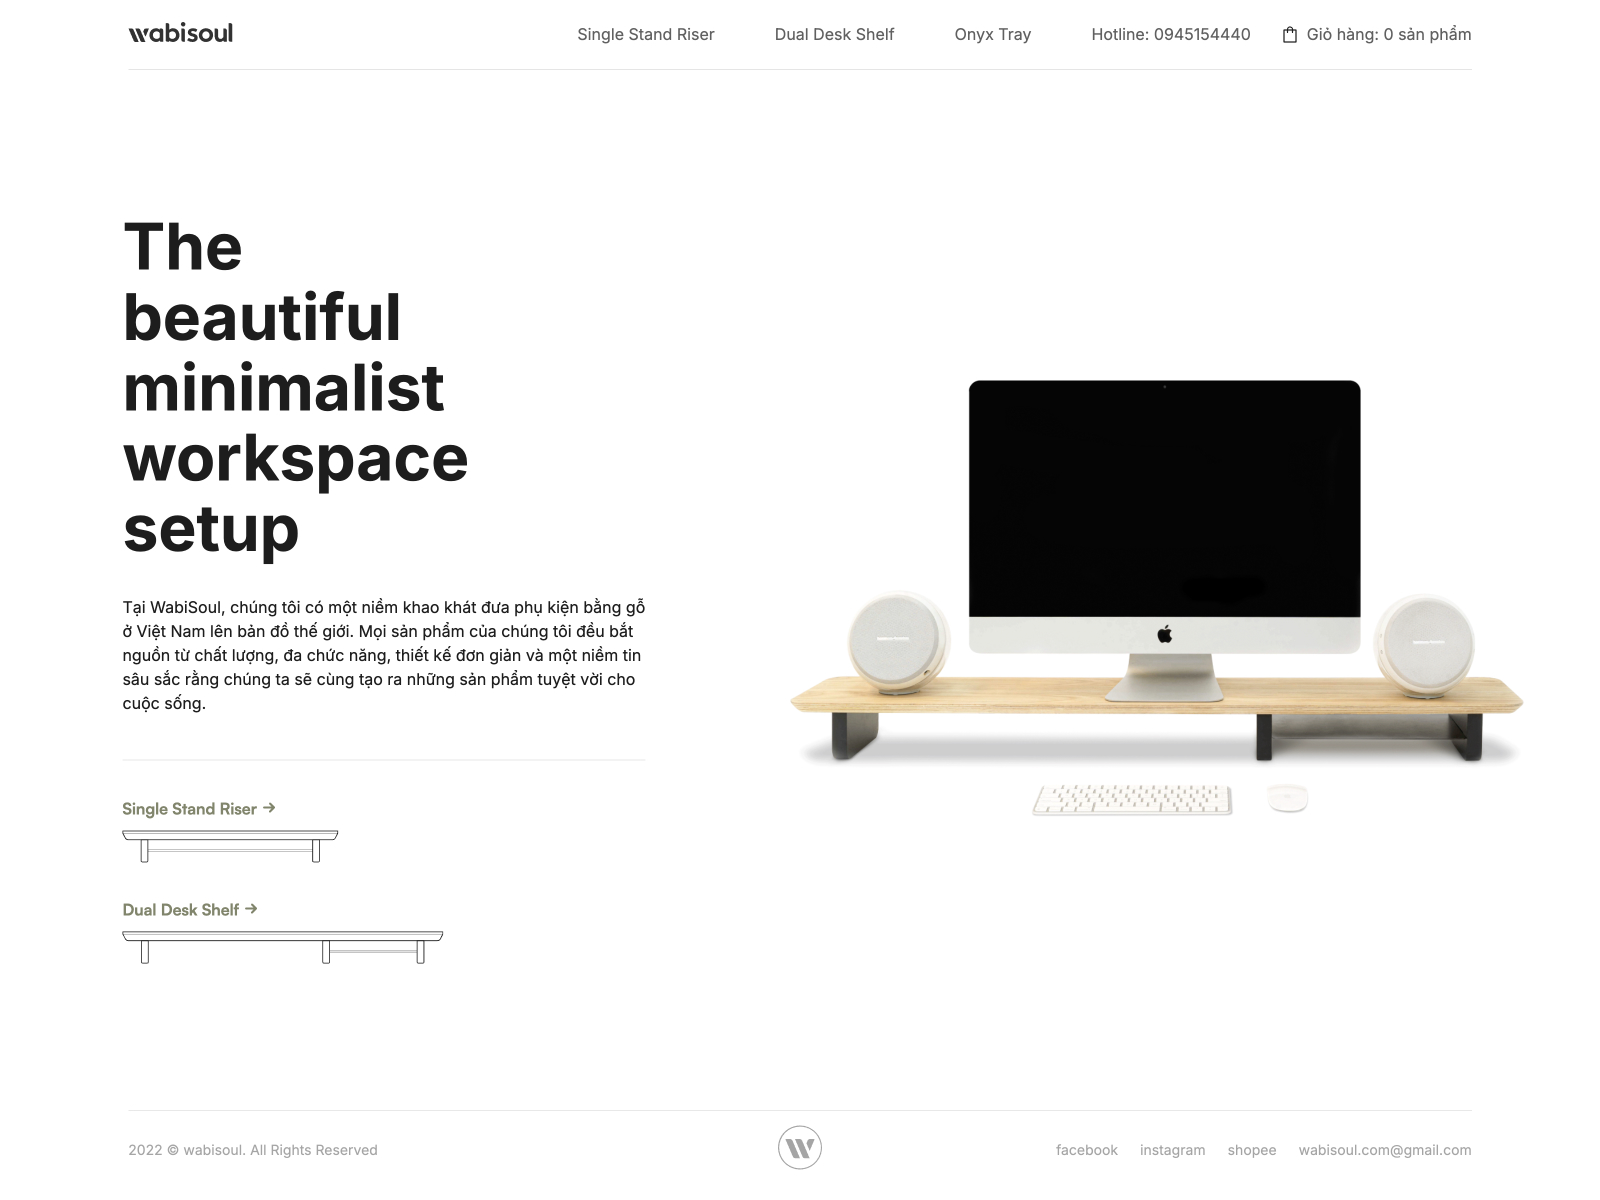 wabisoul
Single Stand Riser
Dual Desk Shelf
Onyx Tray
Hotline: 0945154440
Giỏ hàng: 0 sản phẩm
The
beautiful
minimalist
workspace
setup
Tại WabiSoul, chúng tôi có một niềm khao khát đưa phụ kiện bằng gỗ
ở Việt Nam lên bản đồ thế giới. Mọi sản phẩm của chúng tôi đều bắt
nguồn từ chất lượng, đa chức năng, thiết kế đơn giản và một niềm tin
sâu sắc rằng chúng ta sẽ cùng tạo ra những sản phẩm tuyệt vời cho
cuộc sống.
Single Stand Riser →
Dual Desk Shelf →
2022 © wabisoul. All Rights Reserved
facebook
instagram
shopee
wabisoul.com@gmail.com